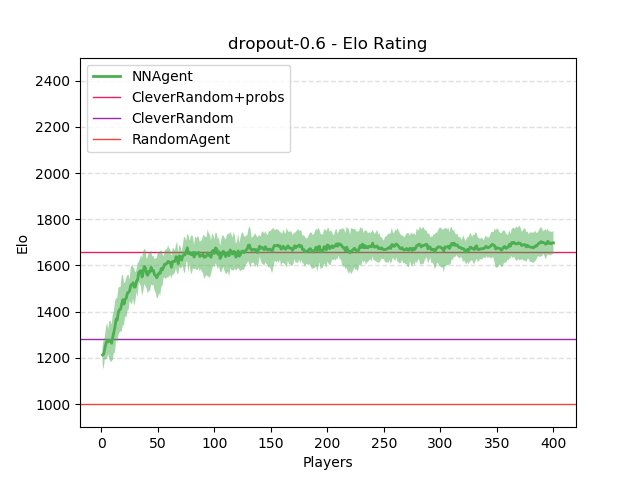 dropout-0.6 - Elo Rating
NNAgent
CleverRandom+probs
CleverRandom
RandomAgent
Elo
2400
2200
2000
1800
1600
1400
1200
1000
0 50 100 150 200 250 300 350 400
Players